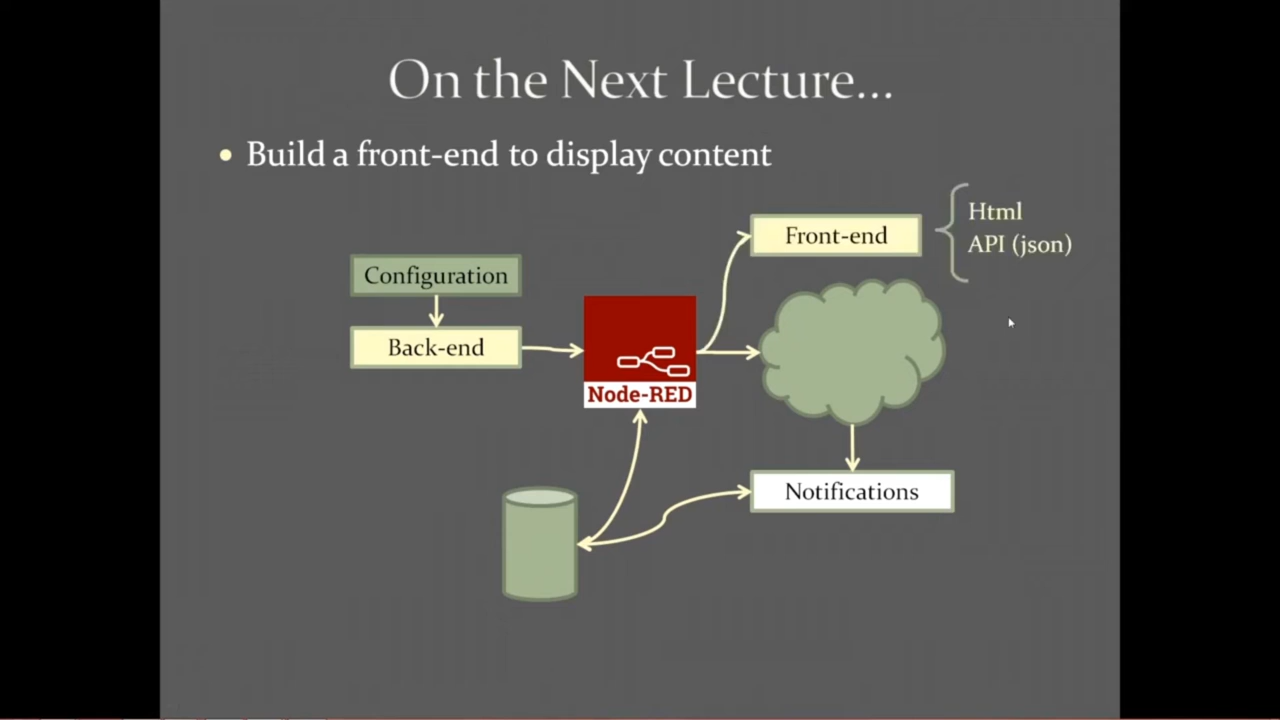 On the Next Lecture...
• Build a front-end to display content
Front-end
Html
API (json)
Configuration
Back-end
Node-RED
Notifications